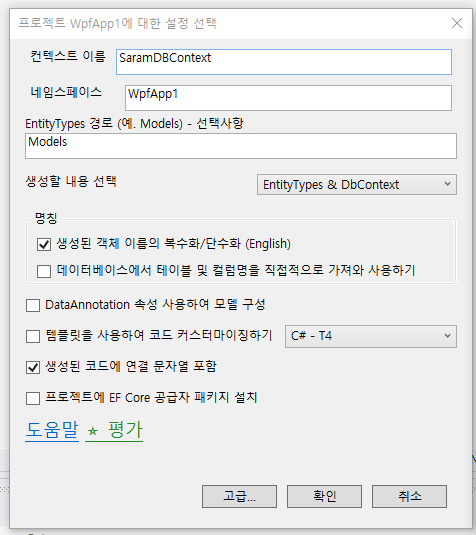 프로젝트 WpfApp1에 대한 설정 선택
컨텍스트 이름 SaramDBContext
네임스페이스 WpfApp1
EntityTypes 경로 (예. Models) - 선택사항
Models
생성할 내용 선택 EntityTypes & DbContext
명칭
생성된 객체 이름의 복수화/단수화 (English)
데이터베이스에서 테이블 및 컬럼명을 직접적으로 가져와 사용하기
DataAnnotation 속성 사용하여 모델 구성
템플릿을 사용하여 코드 커스터마이징하기 C# - T4
생성된 코드에 연결 문자열 포함
프로젝트에 EF Core 공급자 패키지 설치
도움말 ★ 평가
고급... 확인 취소